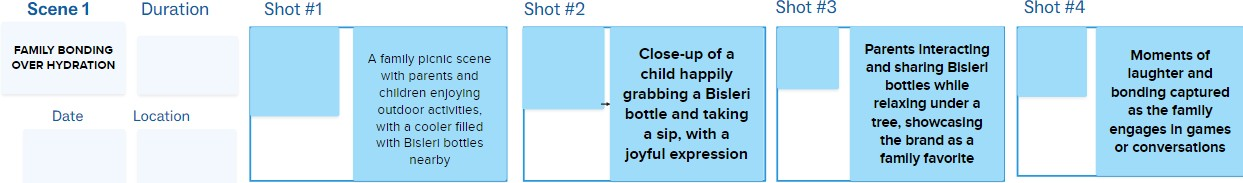 Scene 1
Duration
FAMILY BONDING
OVER HYDRATION
Date
Location
Shot #1
A family picnic scene
with parents and
children enjoying
outdoor activities,
with a cooler filled
with Bisleri bottles
nearby
Shot #2
Close-up of a
child happily
grabbing a Bisleri
bottle and taking
a sip, with a
joyful expression
Shot #3
Parents interacting
and sharing Bisleri
bottles while
relaxing under a
tree, showcasing
the brand as a
family favorite
Shot #4
Moments of
laughter and
bonding captured
as the family
engages in games
or conversations